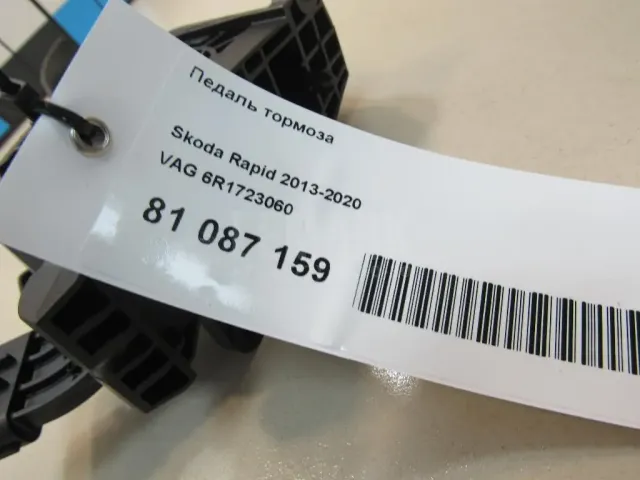 Педаль тормоза
Skoda Rapid 2013-2020
VAG 6R1723060
81 087 159